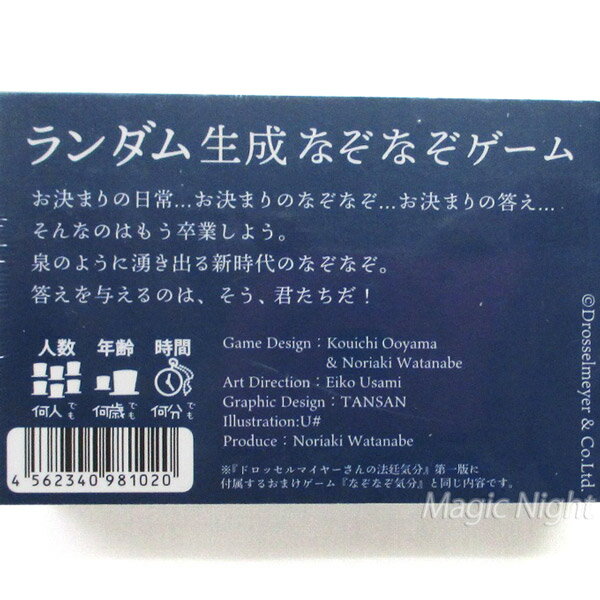 ランダム生成なぞなぞゲーム
お決まりの日常…お決まりのなぞなぞ…お決まりの答え…
そんなのはもう卒業しよう。
泉のように湧き出る新時代のなぞなぞ。
答えを与えるのは、そう、君たちだ！
人数 年齢 時間
何人でも 何歳でも 何分でも
Game Design：Kouichi Ooyama
& Noriaki Watanabe
Art Direction：Eiko Usami
Graphic Design：TANSAN
Illustration:U#
Produce：Noriaki Watanabe
※『ドロッセルマイヤーさんの法廷気分』第一版に
付属するおまけゲーム『なぞなぞ気分』と同じ内容です。
4 562340 981020
©Drosselmeyer & Co.Ltd.
Magic Night